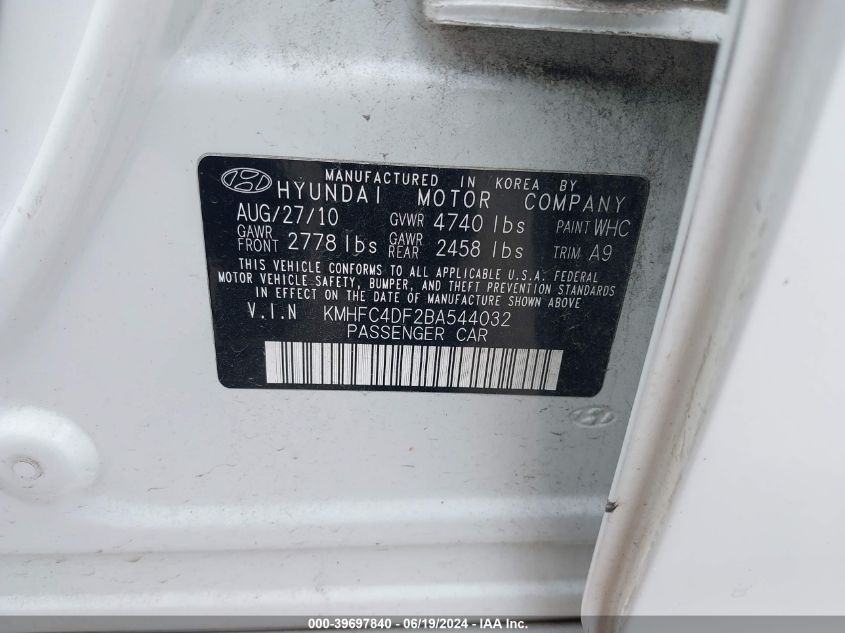 MANUFACTURED IN KOREA BY
HYUNDAI MOTOR COMPANY
AUG/27/10 GVWR 4740 lbs PAINT WHC
GAWR FRONT 2778 lbs GAWR REAR 2458 lbs TRIM A9
THIS VEHICLE CONFORMS TO ALL APPLICABLE U.S.A. FEDERAL
MOTOR VEHICLE SAFETY, BUMPER, AND THEFT PREVENTION STANDARDS
IN EFFECT ON THE DATE OF MANUFACTURE SHOWN ABOVE
V.I.N KMHFC4DF2BA544032
PASSENGER CAR
000-39697840 - 06/19/2024 - IAA Inc.